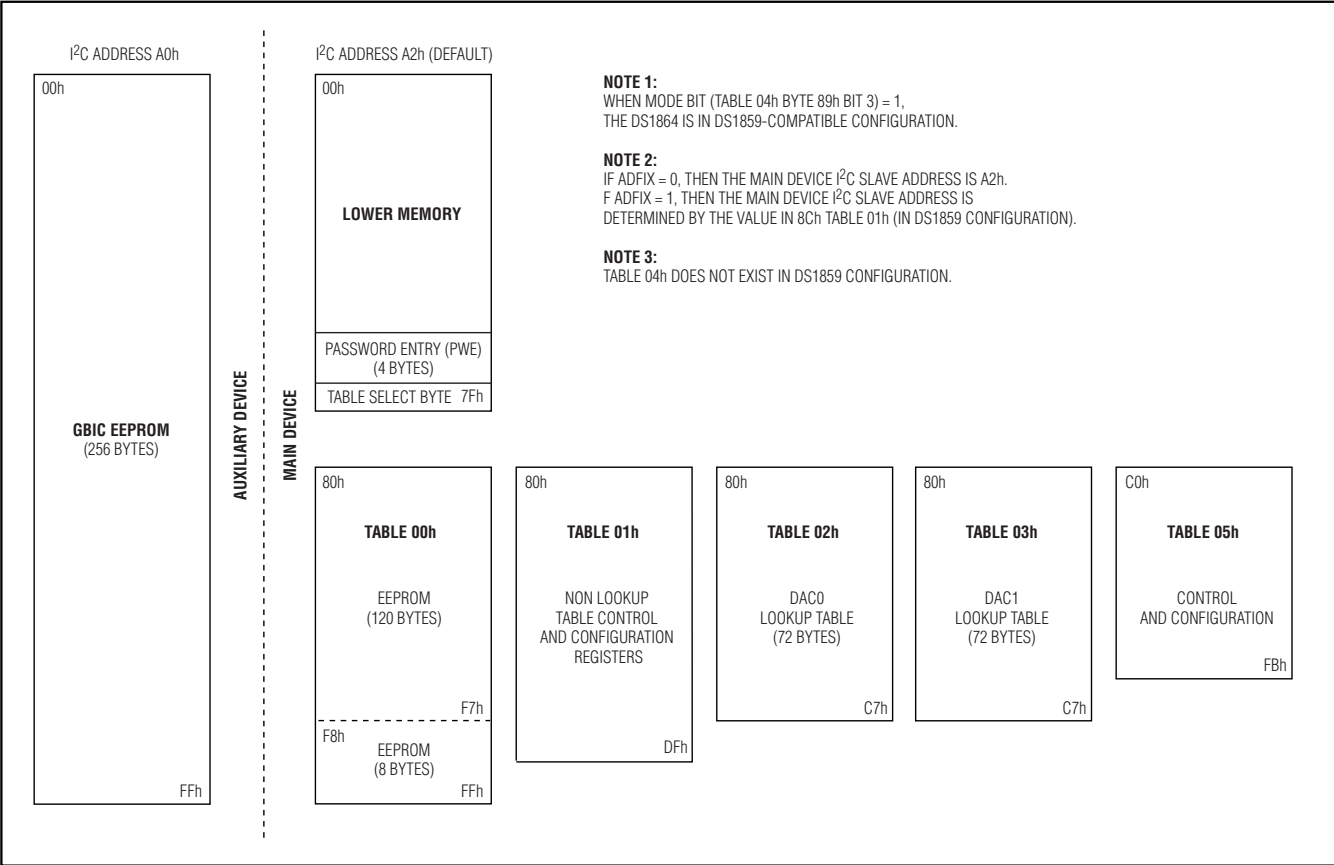 I2C ADDRESS A0h
00h
GBIC EEPROM
(256 BYTES)
FFh
AUXILIARY DEVICE
MAIN DEVICE
I2C ADDRESS A2h (DEFAULT)
00h
LOWER MEMORY
PASSWORD ENTRY (PWE)
(4 BYTES)
TABLE SELECT BYTE 7Fh
NOTE 1:
WHEN MODE BIT (TABLE 04h BYTE 89h BIT 3) = 1,
THE DS1864 IS IN DS1859-COMPATIBLE CONFIGURATION.
NOTE 2:
IF ADFIX = 0, THEN THE MAIN DEVICE I2C SLAVE ADDRESS IS A2h.
F ADFIX = 1, THEN THE MAIN DEVICE I2C SLAVE ADDRESS IS
DETERMINED BY THE VALUE IN 8Ch TABLE 01h (IN DS1859 CONFIGURATION).
NOTE 3:
TABLE 04h DOES NOT EXIST IN DS1859 CONFIGURATION.
80h
TABLE 00h
EEPROM
(120 BYTES)
F7h
F8h
EEPROM
(8 BYTES)
FFh
80h
TABLE 01h
NON LOOKUP
TABLE CONTROL
AND CONFIGURATION
REGISTERS
DFh
80h
TABLE 02h
DAC0
LOOKUP TABLE
(72 BYTES)
C7h
80h
TABLE 03h
DAC1
LOOKUP TABLE
(72 BYTES)
C7h
C0h
TABLE 05h
CONTROL
AND CONFIGURATION
FBh